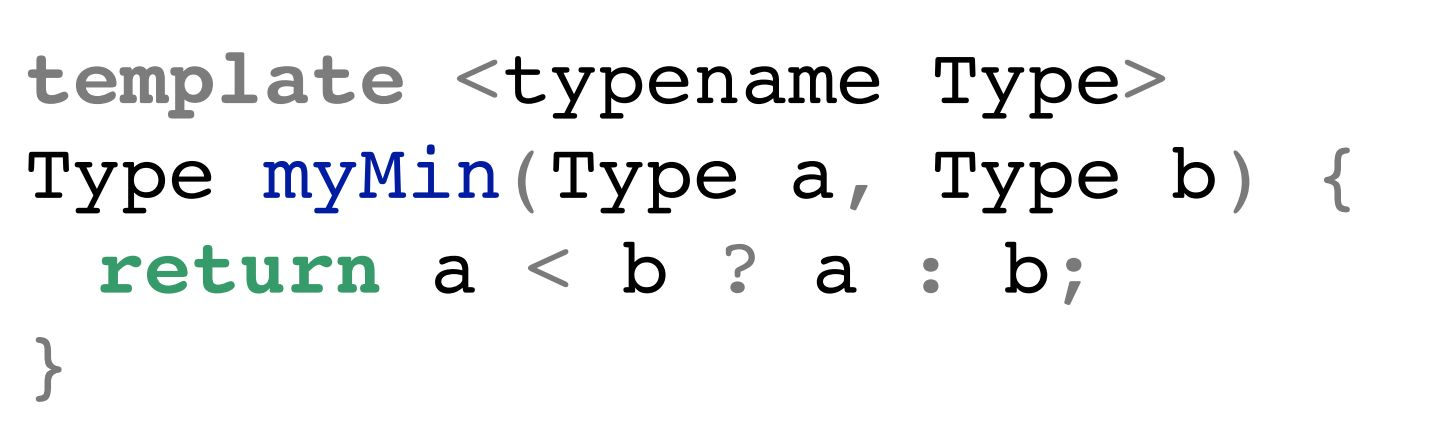 template <typename Type>
Type myMin(Type a, Type b) {
return a < b ? a : b;
}